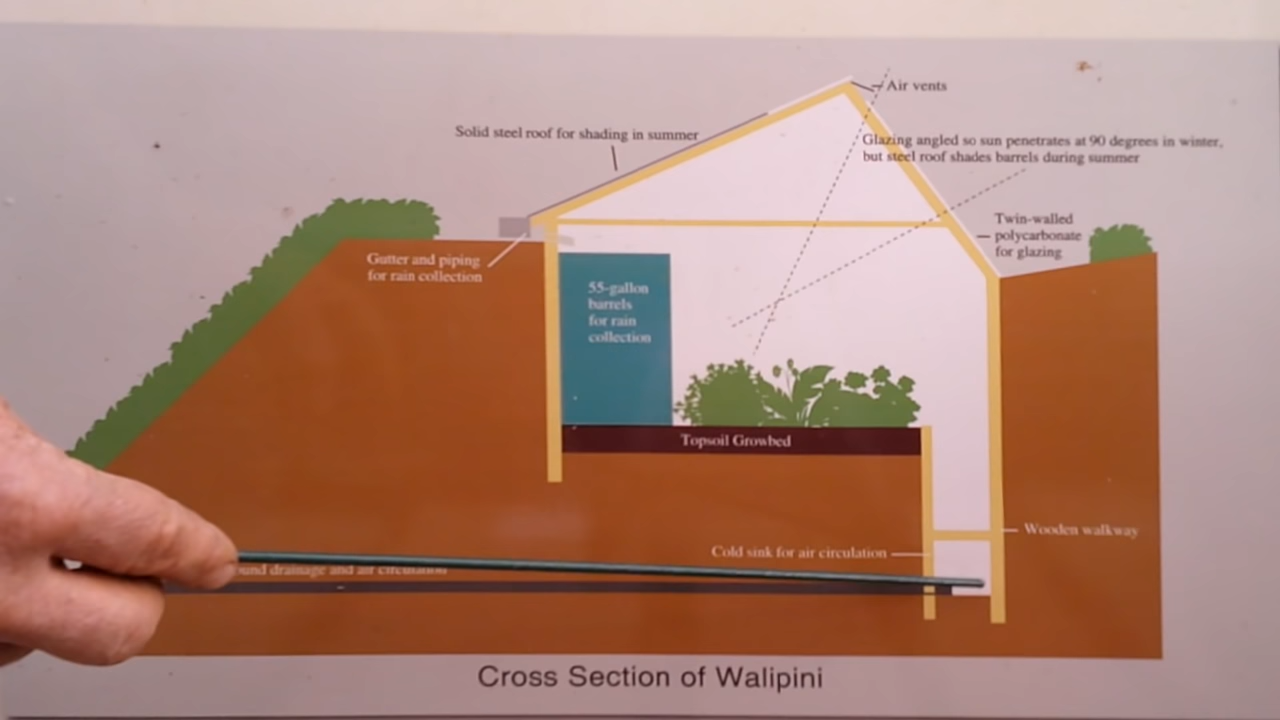 Air vents
Solid steel roof for shading in summer
Glazing angled so sun penetrates at 90 degrees in winter,
but steel roof shades barrels during summer
Twin-walled
polycarbonate
for glazing
Gutter and piping
for rain collection
55-gallon
barrels
for rain
collection
Topsoil Growbed
Wooden walkway
Cold sink for air circulation
drainage and air circulation
Cross Section of Walipini